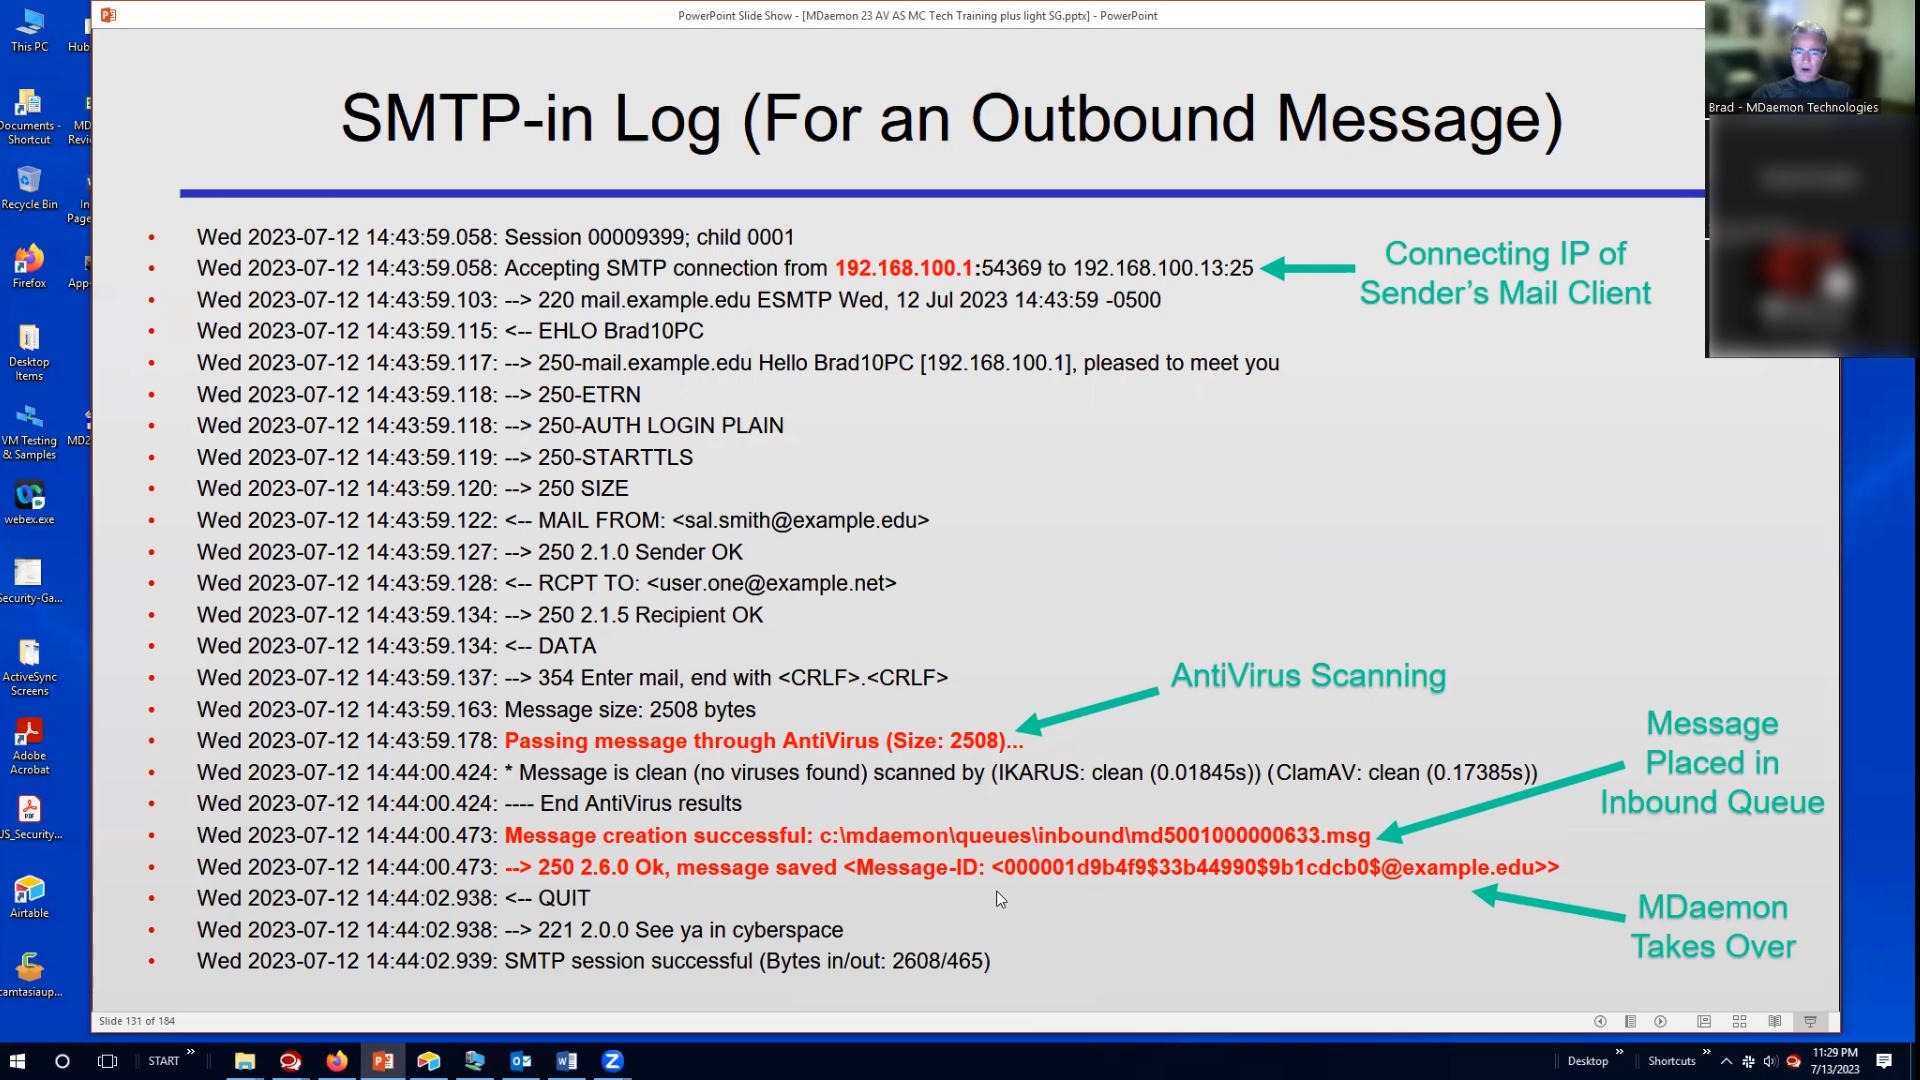 PowerPoint Slide Show - [MDaemon 23 AV AS MC Tech Training plus light SG.pptx] - PowerPoint
This PC
Hub
Documents -
Shortcut
MD
Revi
Recycle Bin
In
Page
Firefox
App-
Desktop
Items
VM Testing
& Samples
MD2
webex.exe
Security-Ga...
ActiveSync
Screens
Adobe
Acrobat
US_Security...
Airtable
camtasiaup...
Brad - MDaemon Technologies
SMTP-in Log (For an Outbound Message)
• Wed 2023-07-12 14:43:59.058: Session 00009399; child 0001
• Wed 2023-07-12 14:43:59.058: Accepting SMTP connection from 192.168.100.1:54369 to 192.168.100.13:25
• Wed 2023-07-12 14:43:59.103: --> 220 mail.example.edu ESMTP Wed, 12 Jul 2023 14:43:59 -0500
• Wed 2023-07-12 14:43:59.115: <-- EHLO Brad10PC
• Wed 2023-07-12 14:43:59.117: --> 250-mail.example.edu Hello Brad10PC [192.168.100.1], pleased to meet you
• Wed 2023-07-12 14:43:59.118: --> 250-ETRN
• Wed 2023-07-12 14:43:59.118: --> 250-AUTH LOGIN PLAIN
• Wed 2023-07-12 14:43:59.119: --> 250-STARTTLS
• Wed 2023-07-12 14:43:59.120: --> 250 SIZE
• Wed 2023-07-12 14:43:59.122: <-- MAIL FROM: <sal.smith@example.edu>
• Wed 2023-07-12 14:43:59.127: --> 250 2.1.0 Sender OK
• Wed 2023-07-12 14:43:59.128: <-- RCPT TO: <user.one@example.net>
• Wed 2023-07-12 14:43:59.134: --> 250 2.1.5 Recipient OK
• Wed 2023-07-12 14:43:59.134: <-- DATA
• Wed 2023-07-12 14:43:59.137: --> 354 Enter mail, end with <CRLF>.<CRLF>
• Wed 2023-07-12 14:43:59.163: Message size: 2508 bytes
• Wed 2023-07-12 14:43:59.178: Passing message through AntiVirus (Size: 2508)...
• Wed 2023-07-12 14:44:00.424: * Message is clean (no viruses found) scanned by (IKARUS: clean (0.01845s)) (ClamAV: clean (0.17385s))
• Wed 2023-07-12 14:44:00.424: ---- End AntiVirus results
• Wed 2023-07-12 14:44:00.473: Message creation successful: c:\mdaemon\queues\inbound\md5001000000633.msg
• Wed 2023-07-12 14:44:00.473: --> 250 2.6.0 Ok, message saved <Message-ID: <000001d9b4f9$33b44990$9b1cdcb0$@example.edu>>
• Wed 2023-07-12 14:44:02.938: <-- QUIT
• Wed 2023-07-12 14:44:02.938: --> 221 2.0.0 See ya in cyberspace
• Wed 2023-07-12 14:44:02.939: SMTP session successful (Bytes in/out: 2608/465)
Connecting IP of
Sender's Mail Client
AntiVirus Scanning
Message
Placed in
Inbound Queue
MDaemon
Takes Over
Slide 131 of 184
START
Desktop
Shortcuts
11:29 PM
7/13/2023